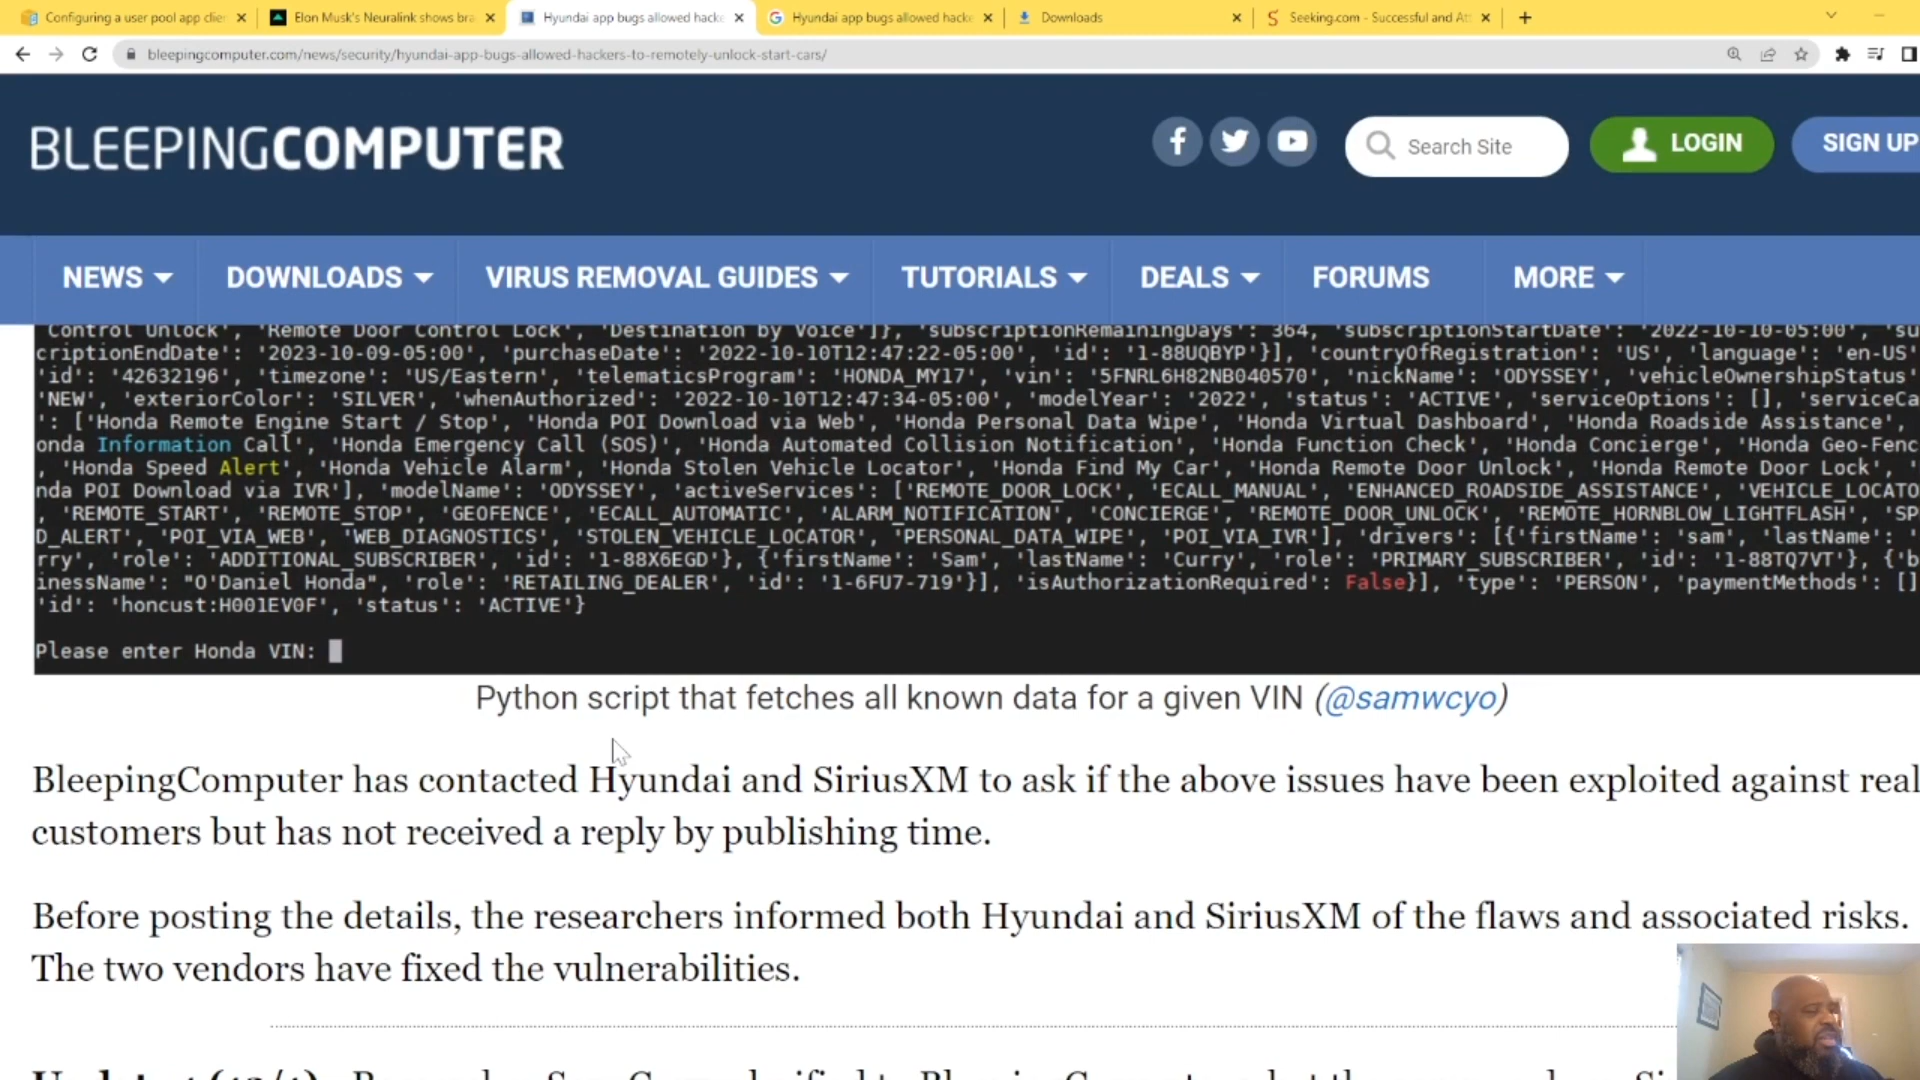 Configuring a user pool app clien
Elon Musk's Neuralink shows bra
Hyundai app bugs allowed hacke
Hyundai app bugs allowed hacke
Downloads
Seeking.com - Successful and At
bleepingcomputer.com/news/security/hyundai-app-bugs-allowed-hackers-to-remotely-unlock-start-cars/
BLEEPINGCOMPUTER
Search Site
LOGIN
SIGN UP
NEWS
DOWNLOADS
VIRUS REMOVAL GUIDES
TUTORIALS
DEALS
FORUMS
MORE
Control Unlock', 'Remote Door Control Lock', 'Destination by Voice']}, 'subscriptionRemainingDays': 364, 'subscriptionStartDate': '2022-10-10-05:00', 'su
criptionEndDate': '2023-10-09-05:00', 'purchaseDate': '2022-10-10T12:47:22-05:00', 'id': '1-88UQBYP'}], 'countryOfRegistration': 'US', 'language': 'en-US'
'id': '42632196', 'timezone': 'US/Eastern', 'telematicsProgram': 'HONDA_MY17', 'vin': '5FNRL6H82NB040570', 'nickName': 'ODYSSEY', 'vehicleOwnershipStatus'
'NEW', 'exteriorColor': 'SILVER', 'whenAuthorized': '2022-10-10T12:47:34-05:00', 'modelYear': '2022', 'status': 'ACTIVE', 'serviceOptions': [], 'serviceCa
': ['Honda Remote Engine Start / Stop', 'Honda POI Download via Web', 'Honda Personal Data Wipe', 'Honda Virtual Dashboard', 'Honda Roadside Assistance',
onda Information Call', 'Honda Emergency Call (SOS)', 'Honda Automated Collision Notification', 'Honda Function Check', 'Honda Concierge', 'Honda Geo-Fenc
, 'Honda Speed Alert', 'Honda Vehicle Alarm', 'Honda Stolen Vehicle Locator', 'Honda Find My Car', 'Honda Remote Door Unlock', 'Honda Remote Door Lock', '
nda POI Download via IVR'], 'modelName': 'ODYSSEY', 'activeServices': ['REMOTE_DOOR_LOCK', 'ECALL_MANUAL', 'ENHANCED_ROADSIDE_ASSISTANCE', 'VEHICLE_LOCATO
, 'REMOTE_START', 'REMOTE_STOP', 'GEOFENCE', 'ECALL_AUTOMATIC', 'ALARM_NOTIFICATION', 'CONCIERGE', 'REMOTE_DOOR_UNLOCK', 'REMOTE_HORNBLOW_LIGHTFLASH', 'SP
D_ALERT', 'POI_VIA_WEB', 'WEB_DIAGNOSTICS', 'STOLEN_VEHICLE_LOCATOR', 'PERSONAL_DATA_WIPE', 'POI_VIA_IVR'], 'drivers': [{'firstName': 'sam', 'lastName': '
rry', 'role': 'ADDITIONAL_SUBSCRIBER', 'id': '1-88X6EGD'}, {'firstName': 'Sam', 'lastName': 'Curry', 'role': 'PRIMARY_SUBSCRIBER', 'id': '1-88TQ7VT'}, {'b
inessName': "O'Daniel Honda", 'role': 'RETAILING_DEALER', 'id': '1-6FU7-719'}], 'isAuthorizationRequired': False}], 'type': 'PERSON', 'paymentMethods': []
'id': 'honcust:H001EV0F', 'status': 'ACTIVE'}
Please enter Honda VIN:
Python script that fetches all known data for a given VIN (@samwcyo)
BleepingComputer has contacted Hyundai and SiriusXM to ask if the above issues have been exploited against real
customers but has not received a reply by publishing time.
Before posting the details, the researchers informed both Hyundai and SiriusXM of the flaws and associated risks.
The two vendors have fixed the vulnerabilities.